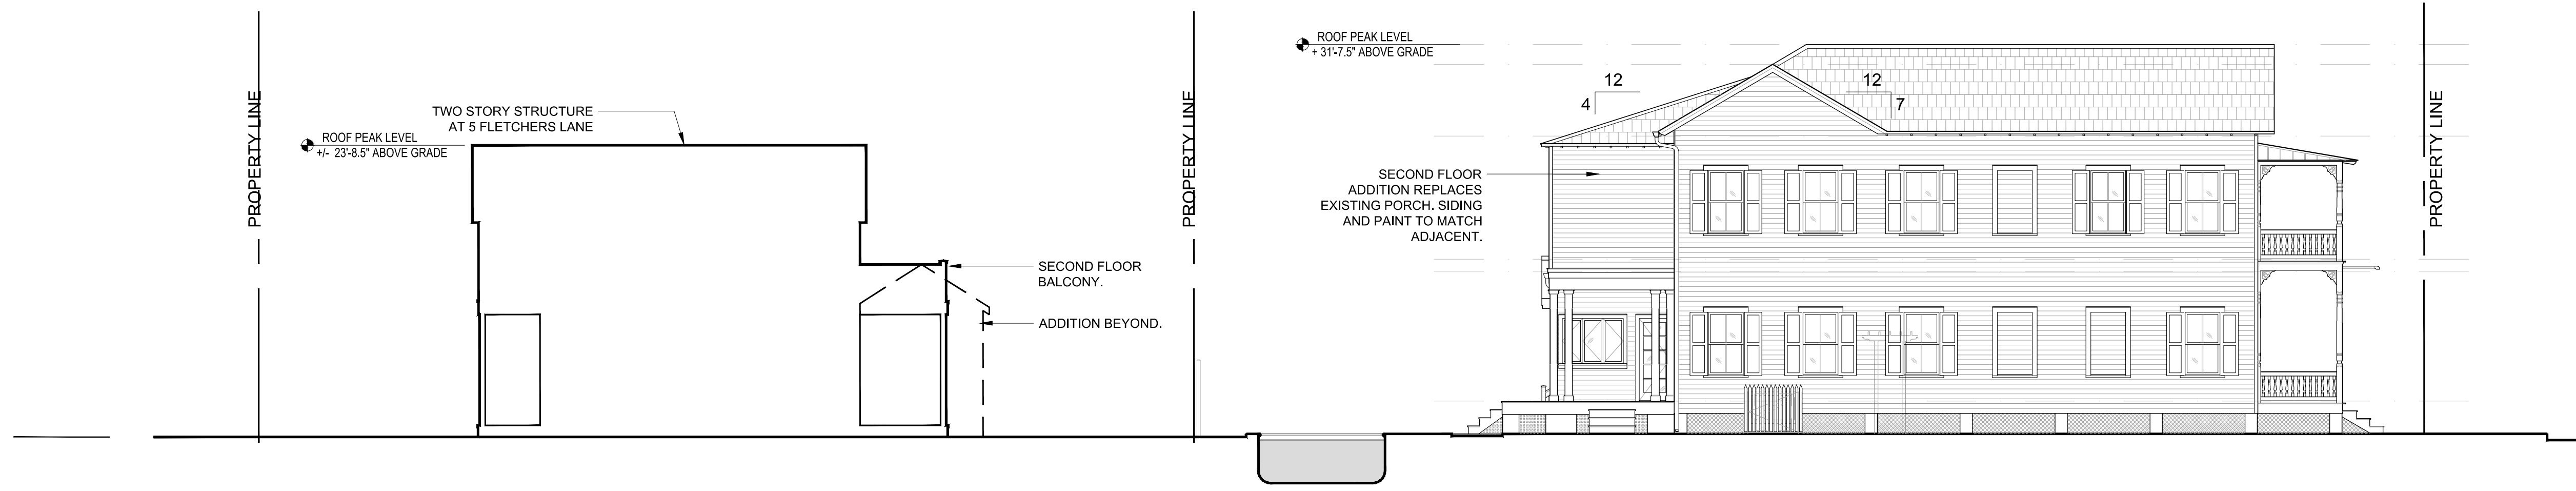 PROPERTY LINE
ROOF PEAK LEVEL
+/- 23'-8.5" ABOVE GRADE
TWO STORY STRUCTURE
AT 5 FLETCHERS LANE
SECOND FLOOR
BALCONY.
ADDITION BEYOND.
PROPERTY LINE
ROOF PEAK LEVEL
+ 31'-7.5" ABOVE GRADE
12
4
12
7
SECOND FLOOR
ADDITION REPLACES
EXISTING PORCH. SIDING
AND PAINT TO MATCH
ADJACENT.
PROPERTY LINE